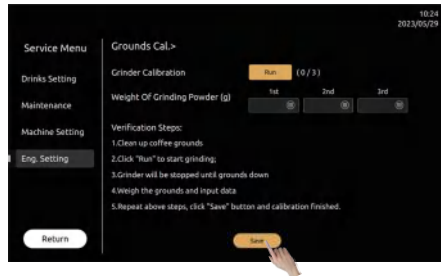 10:24
2023/05/29
Service Menu
Grounds Cal.>
Drinks Setting
Grinder Calibration
Run
(0/3)
Maintenance
Weight Of Grinding Powder (g)
1st
2nd
3rd
Machine Setting
Verification Steps:
1.Clean up coffee grounds
Eng. Setting
2.Click "Run" to start grinding;
3.Grinder will be stopped until grounds down
4.Weigh the grounds and input data
5.Repeat above steps, click "Save" button and calibration finished.
Return
Save